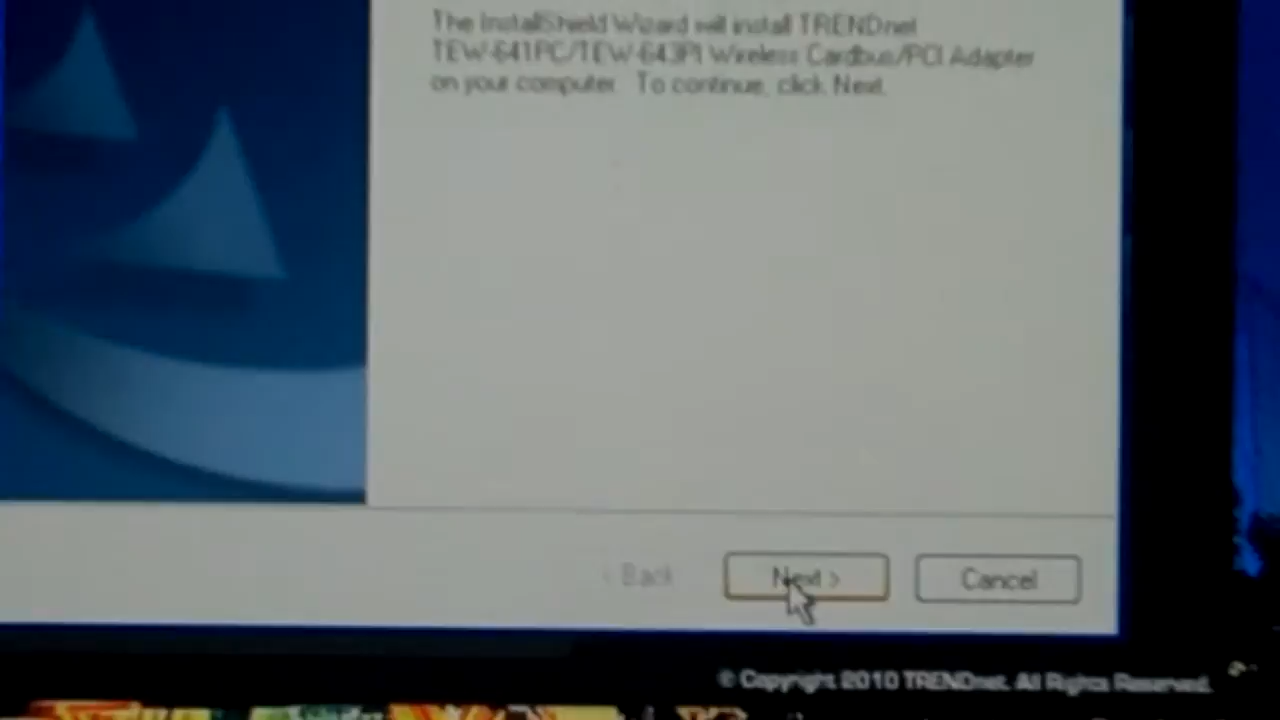 The InstallShield Wizard will install TRENDnet
TEW-641PC/TEW-643PI Wireless Cardbus/PCI Adapter
on your computer. To continue, click Next.
< Back
Next >
Cancel
© Copyright 2010 TRENDnet. All Rights Reserved.